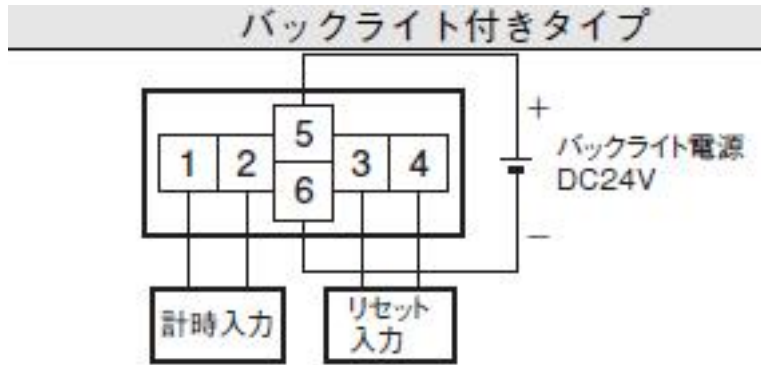 バックライト付きタイプ
+
5
1 2 3 4
6
バックライト電源
DC24V
−
計時入力
リセット
入力